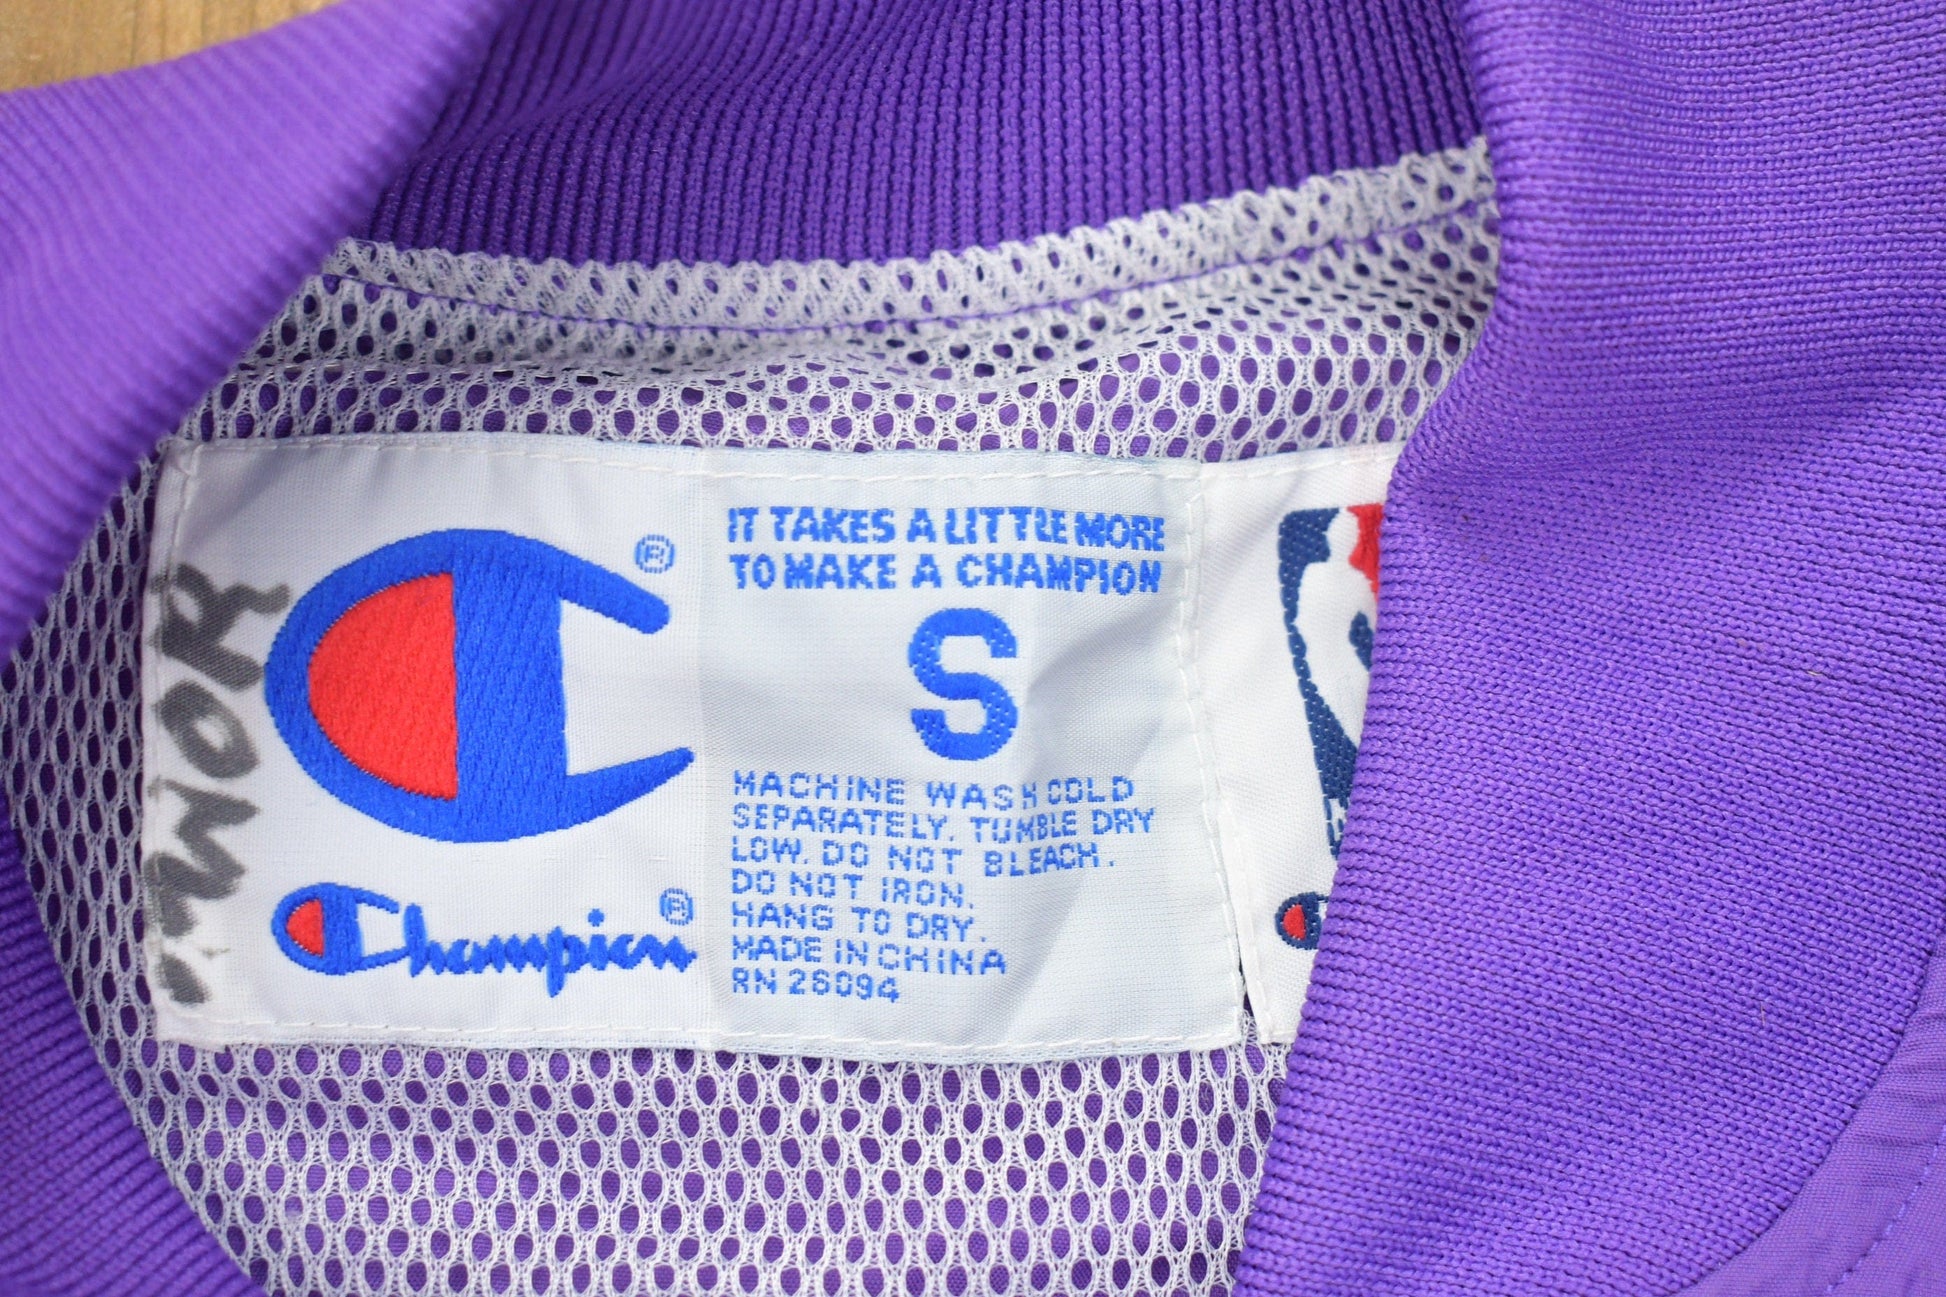 IT TAKES A LITTLE MORE
TO MAKE A CHAMPION
S
MACHINE WASH COLD
SEPARATELY. TUMBLE DRY
LOW. DO NOT BLEACH.
DO NOT IRON.
HANG TO DRY.
MADE IN CHINA
RN 26094
®
Champion®